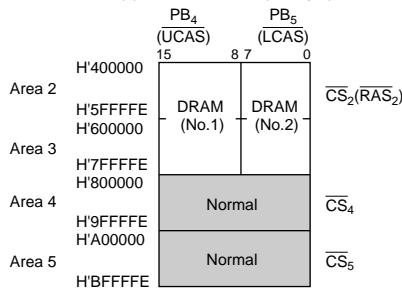 PB4 PB5
(UCAS) (LCAS)
15 8 7 0
H'400000
Area 2
H'5FFFFE
H'600000
DRAM (No.1)
DRAM (No.2)
CS2(RAS2)
Area 3
H'7FFFFE
H'800000
Area 4
Normal
CS4
H'9FFFFE
H'A00000
Area 5
Normal
CS5
H'BFFFFE